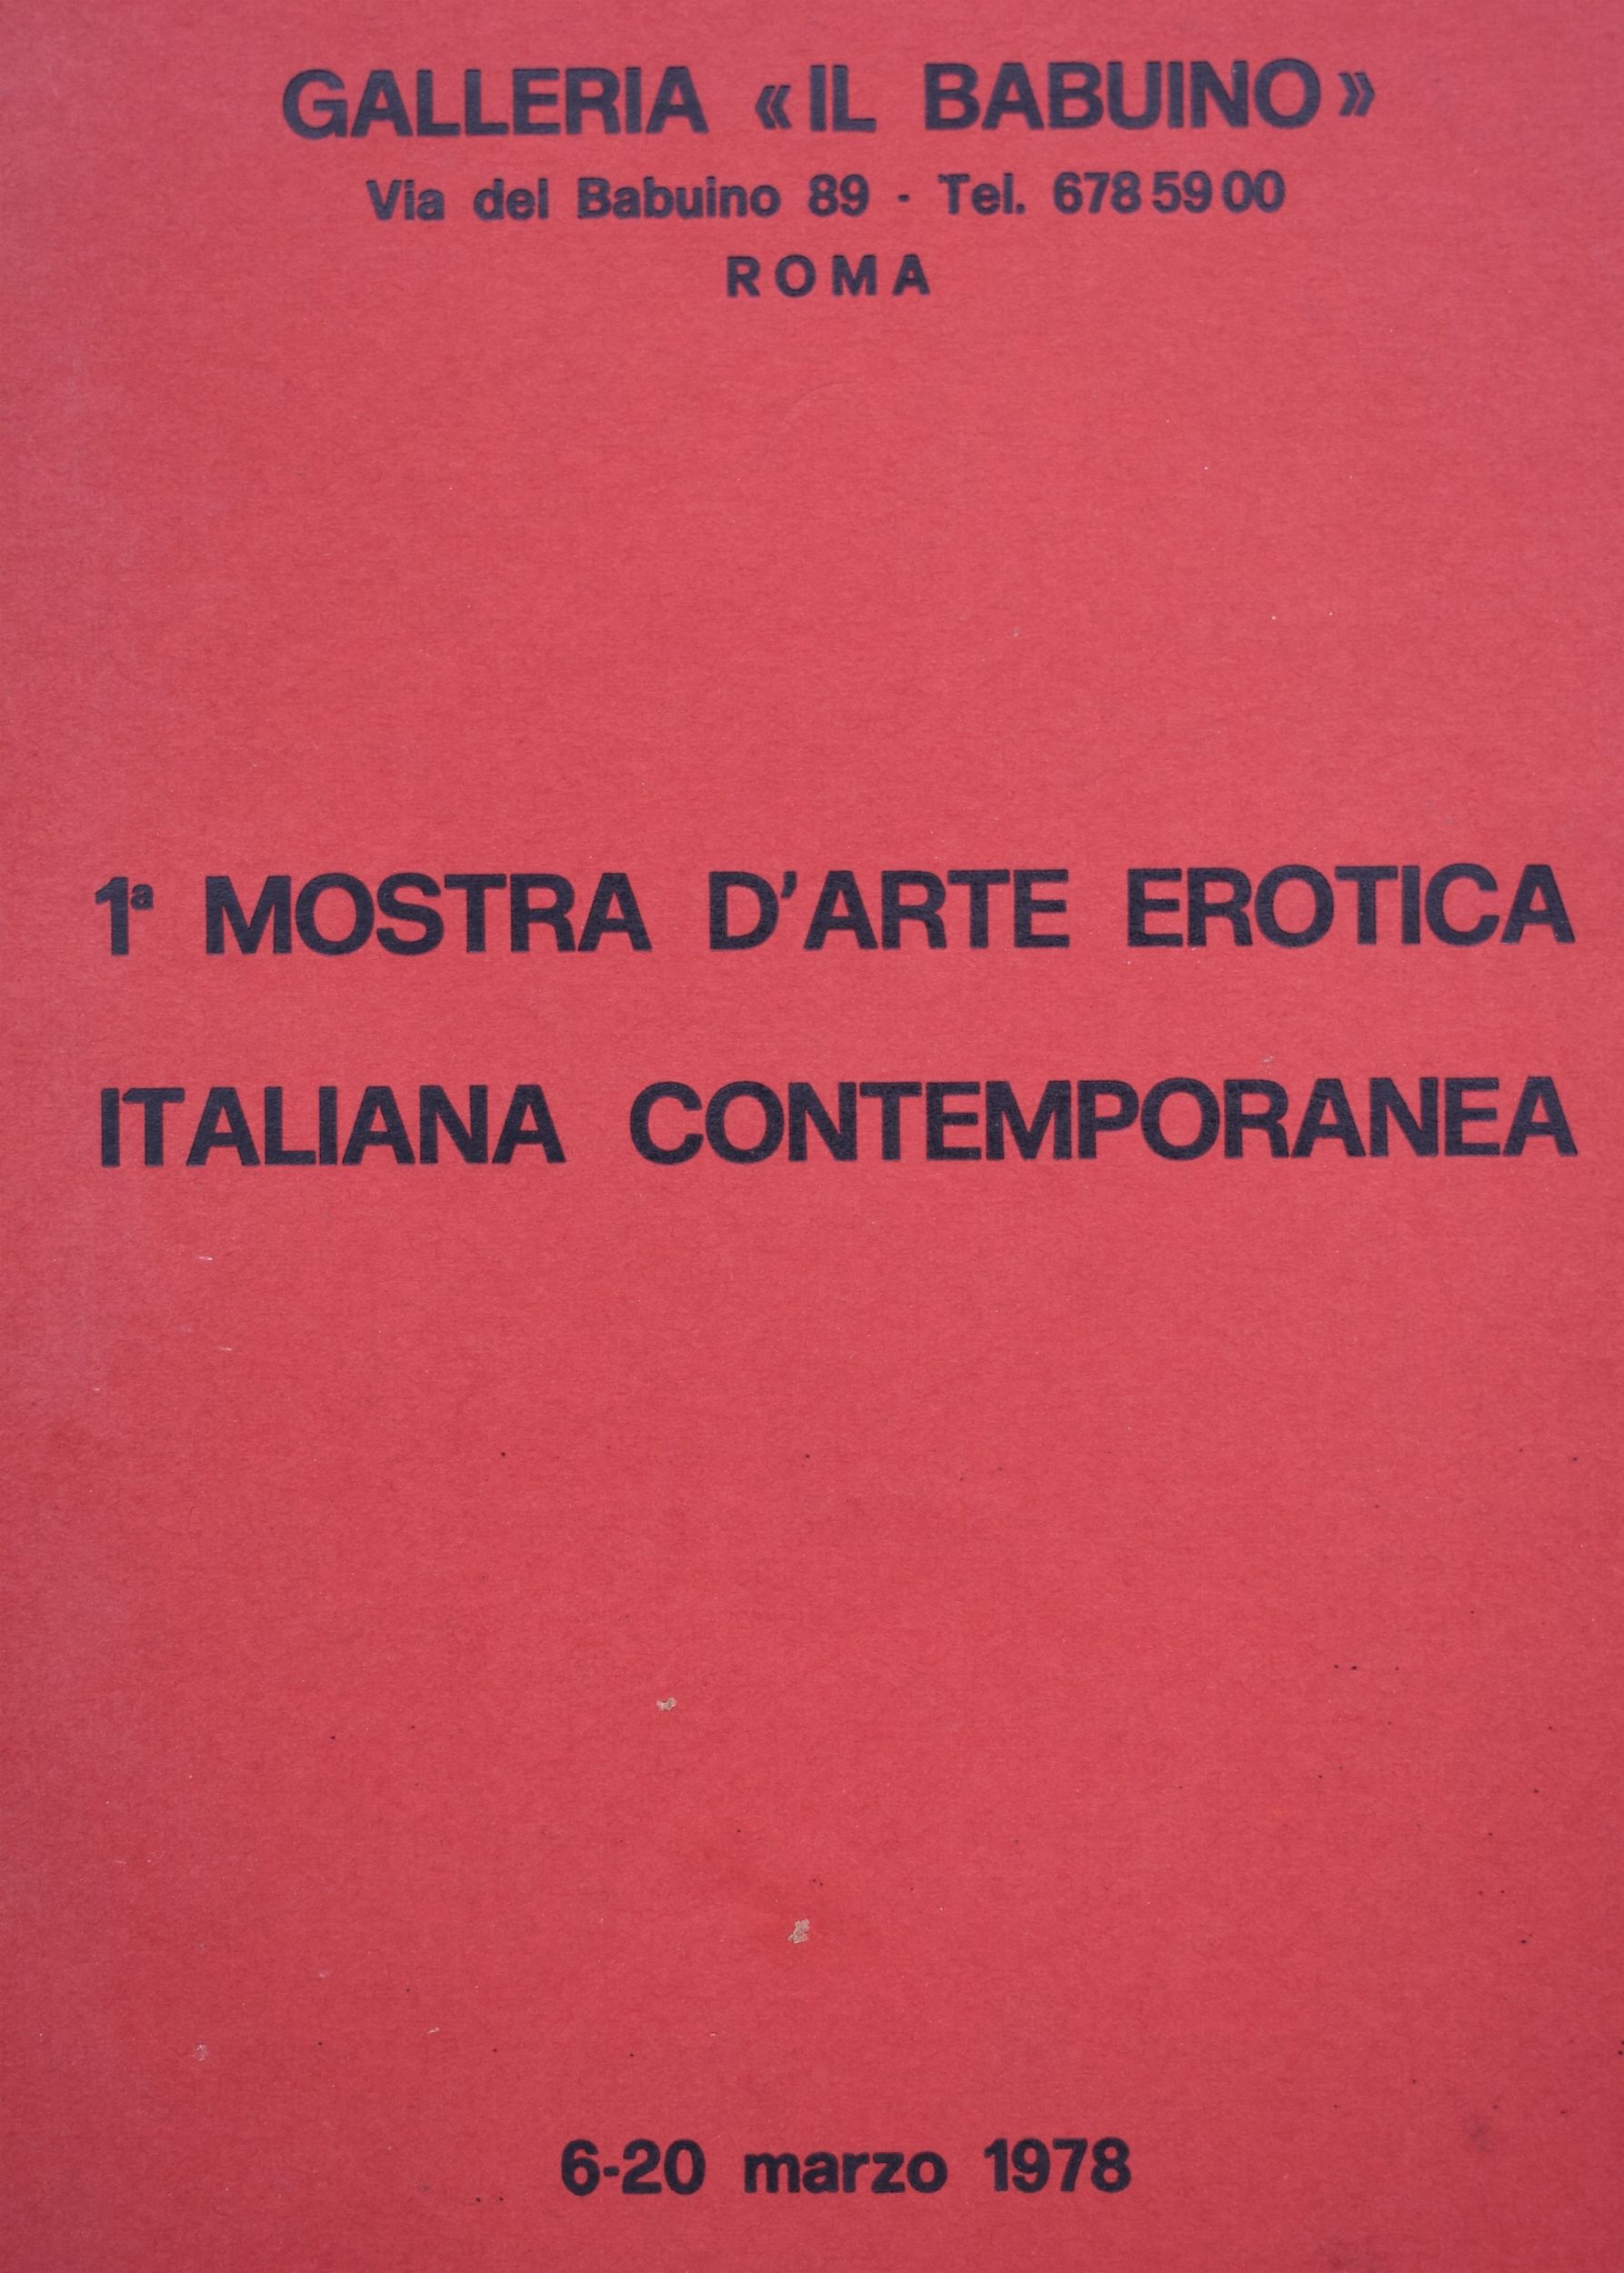 GALLERIA «IL BABUINO»
Via del Babuino 89 - Tel. 678 59 00
ROMA
1ª MOSTRA D'ARTE EROTICA
ITALIANA CONTEMPORANEA
6-20 marzo 1978